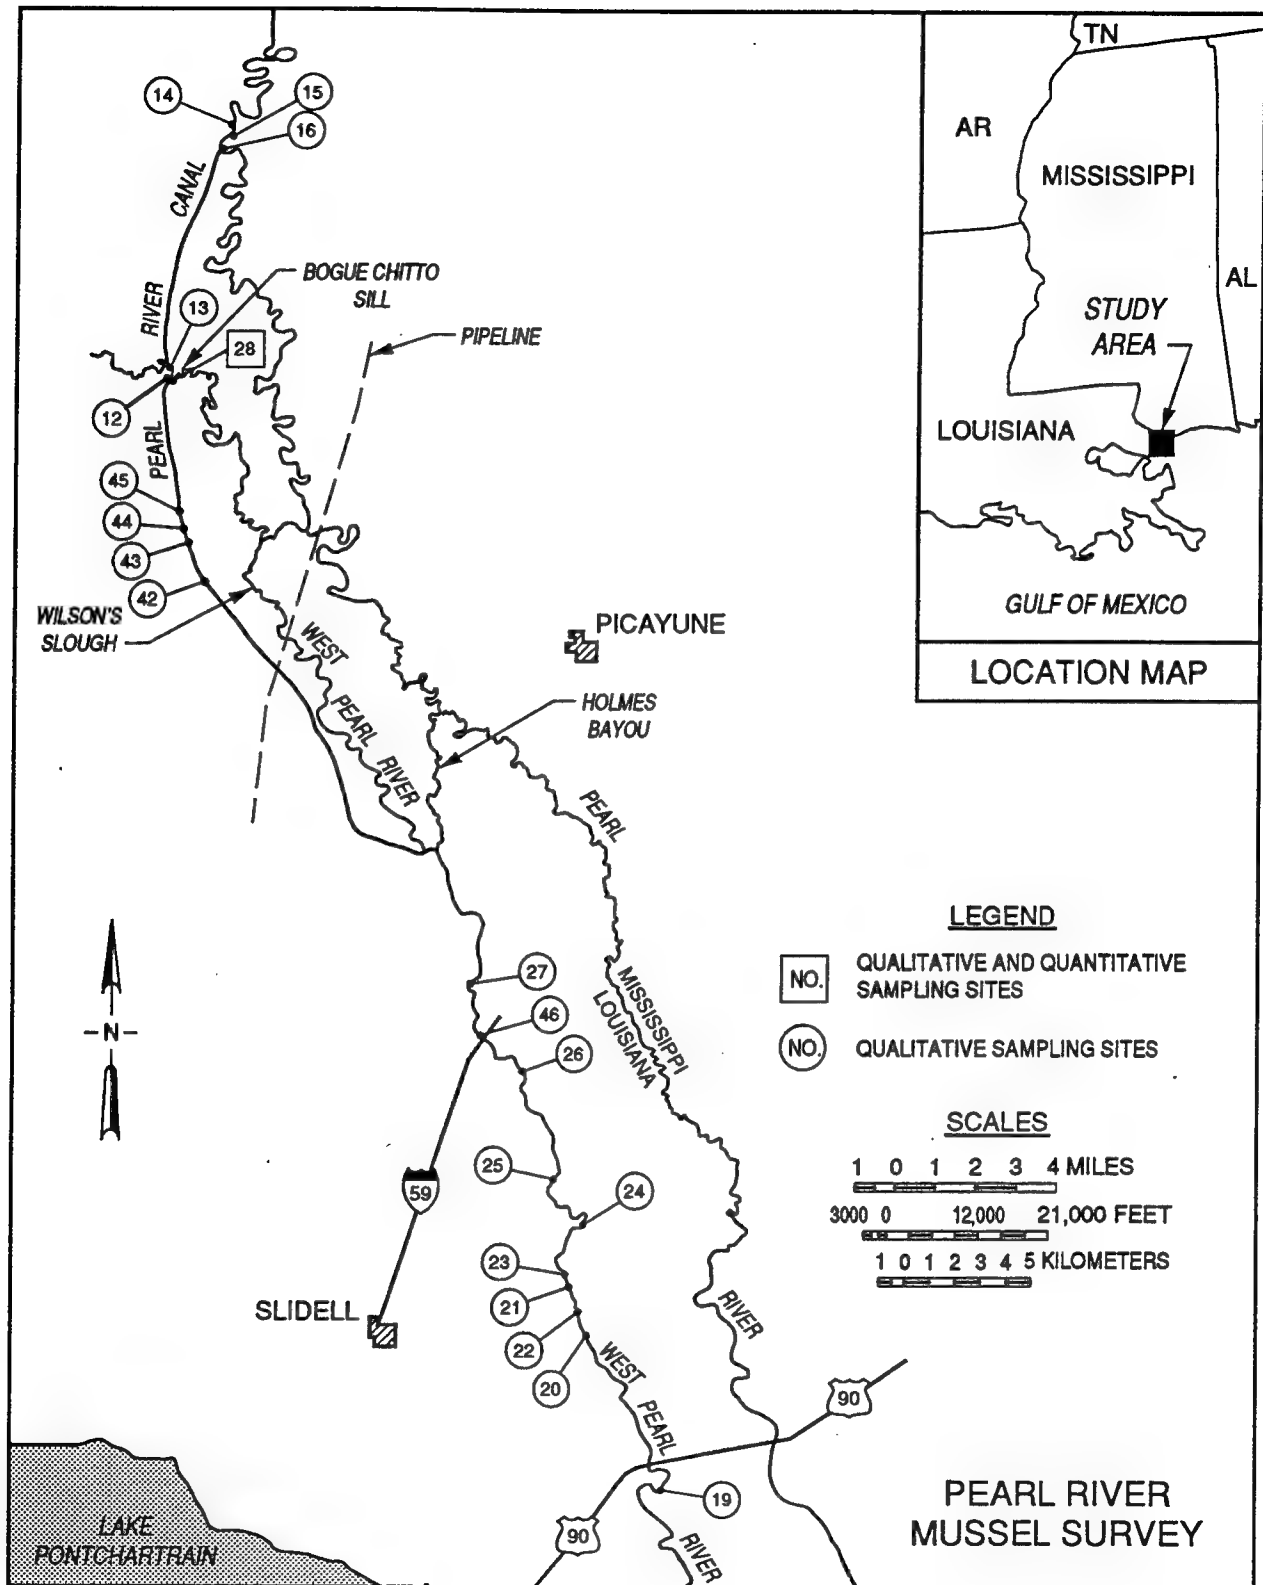 TN
AR
MISSISSIPPI
AL
STUDY
AREA
LOUISIANA
GULF OF MEXICO
LOCATION MAP
14
15
16
CANAL
RIVER
BOGUE CHITTO
SILL
13
28
PIPELINE
12
PEARL
45
44
43
42
WILSON'S
SLOUGH
WEST
PEARL
RIVER
PICAYUNE
HOLMES
BAYOU
PEARL
MISSISSIPPI
LOUISIANA
RIVER
N
27
46
26
25
24
59
23
21
22
20
SLIDELL
WEST
PEARL
RIVER
90
90
19
LAKE
PONTCHARTRAIN
LEGEND
NO. QUALITATIVE AND QUANTITATIVE
SAMPLING SITES
NO. QUALITATIVE SAMPLING SITES
SCALES
1 0 1 2 3 4 MILES
3000 0 12,000 21,000 FEET
1 0 1 2 3 4 5 KILOMETERS
PEARL RIVER
MUSSEL SURVEY